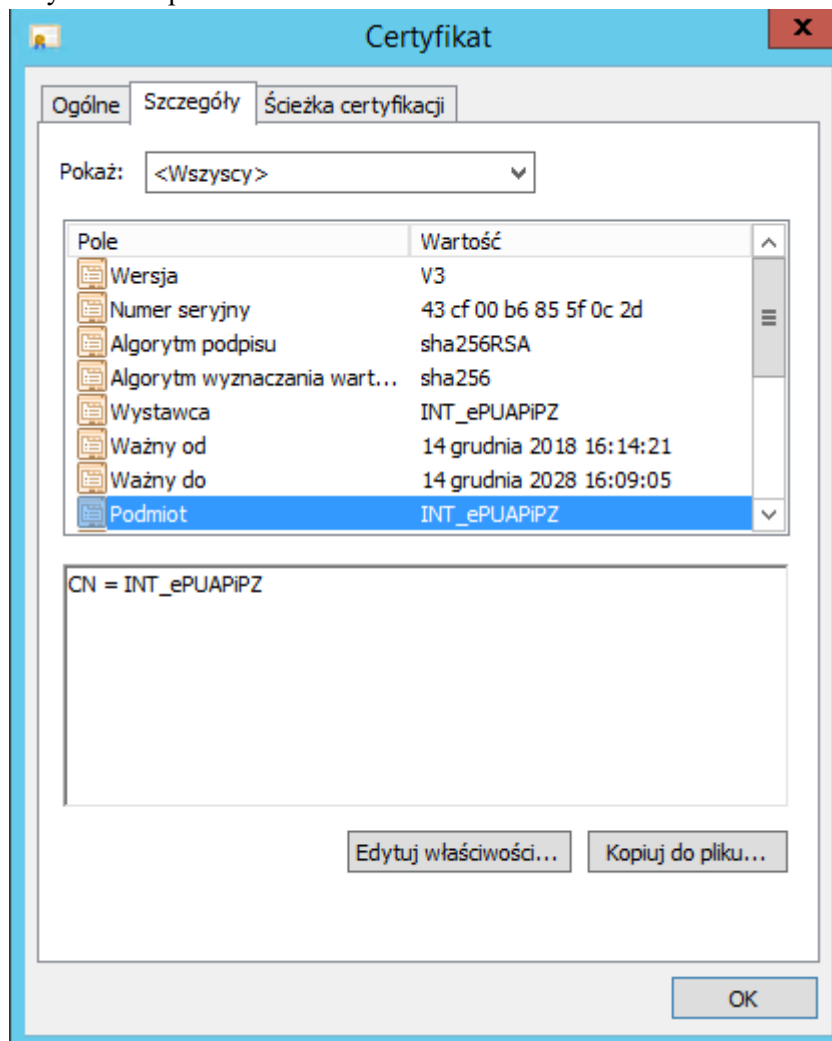 Certyfikat
x
Ogólne Szczegóły Ścieżka certyfikacji
Pokaż: <Wszyscy>
Pole Wartość
Wersja V3
Numer seryjny 43 cf 00 b6 85 5f 0c 2d
Algorytm podpisu sha256RSA
Algorytm wyznaczania wart... sha256
Wystawca INT_ePUAPiPZ
Ważny od 14 grudnia 2018 16:14:21
Ważny do 14 grudnia 2028 16:09:05
Podmiot INT_ePUAPiPZ
CN = INT_ePUAPiPZ
Edytuj właściwości... Kopiuj do pliku...
OK